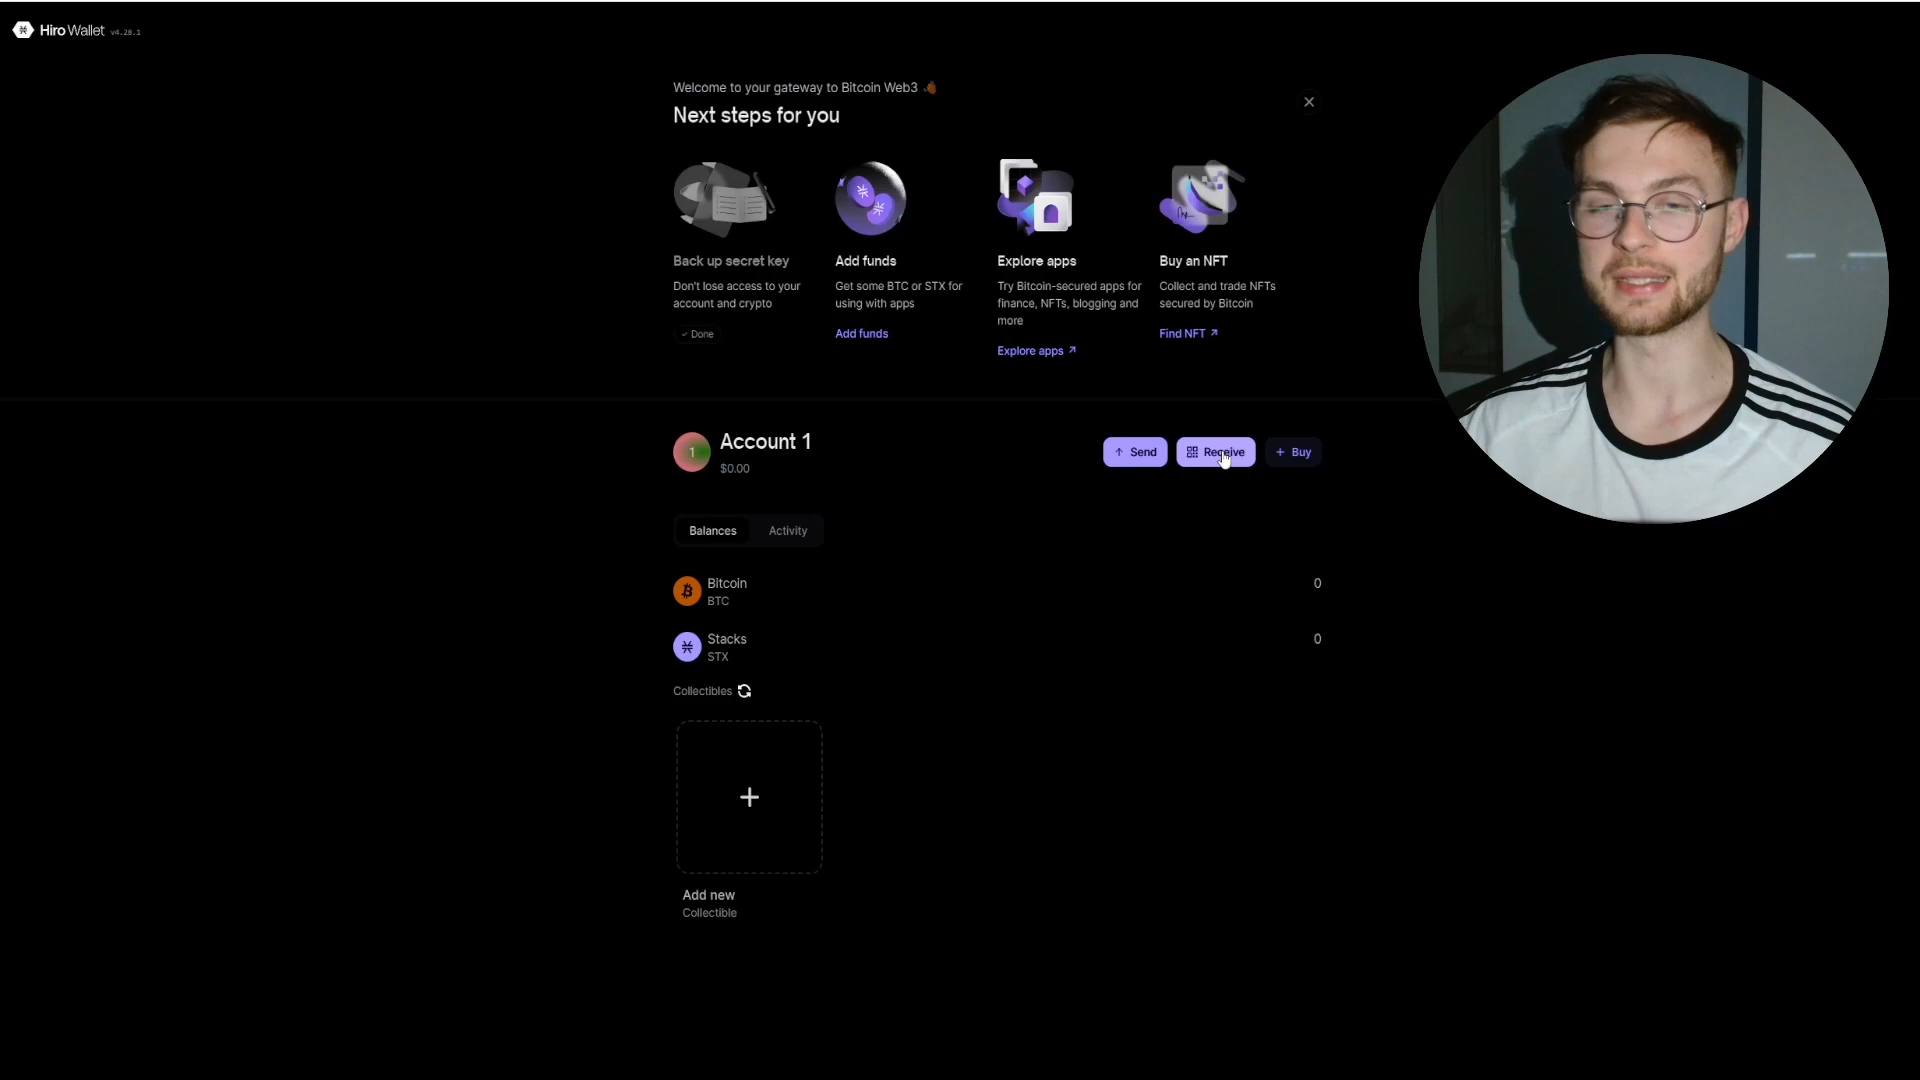 Hiro Wallet v4.28.1
Welcome to your gateway to Bitcoin Web3
Next steps for you
Back up secret key
Don't lose access to your
account and crypto
Done
Add funds
Get some BTC or STX for
using with apps
Add funds
Explore apps
Try Bitcoin-secured apps for
finance, NFTs, blogging and
more
Explore apps
Buy an NFT
Collect and trade NFTs
secured by Bitcoin
Find NFT
1
Account 1
$0.00
Send
Receive
Buy
Balances
Activity
Bitcoin
BTC
0
Stacks
STX
0
Collectibles
Add new
Collectible